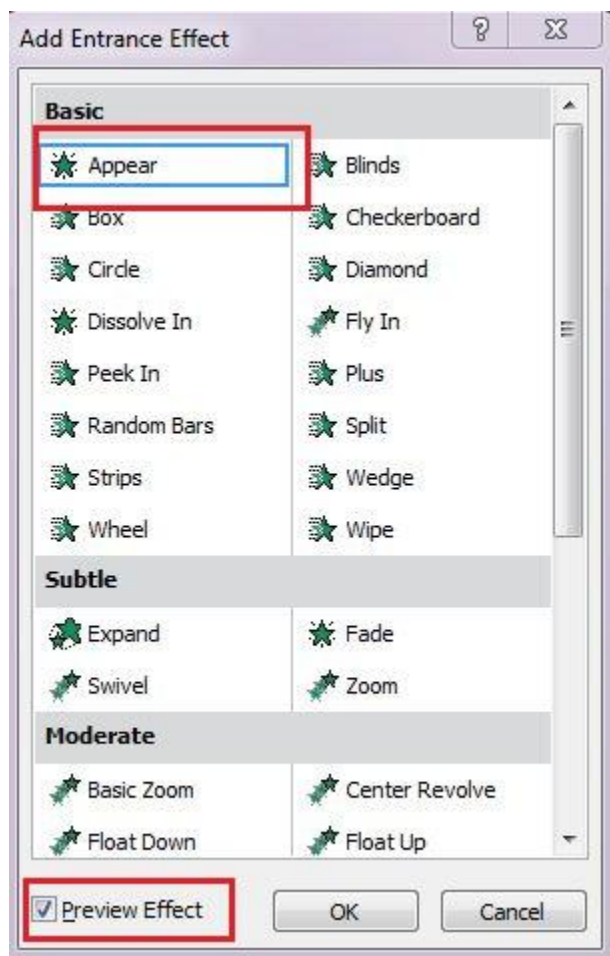 Add Entrance Effect
Basic
Appear Blinds
Box Checkerboard
Circle Diamond
Dissolve In Fly In
Peek In Plus
Random Bars Split
Strips Wedge
Wheel Wipe
Subtle
Expand Fade
Swivel Zoom
Moderate
Basic Zoom Center Revolve
Float Down Float Up
Preview Effect OK Cancel